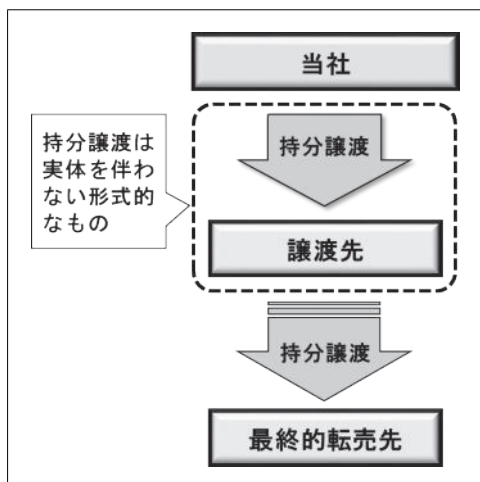 当社
持分譲渡は
実体を伴わ
ない形式的
なもの
持分譲渡
譲渡先
持分譲渡
最終的転売先